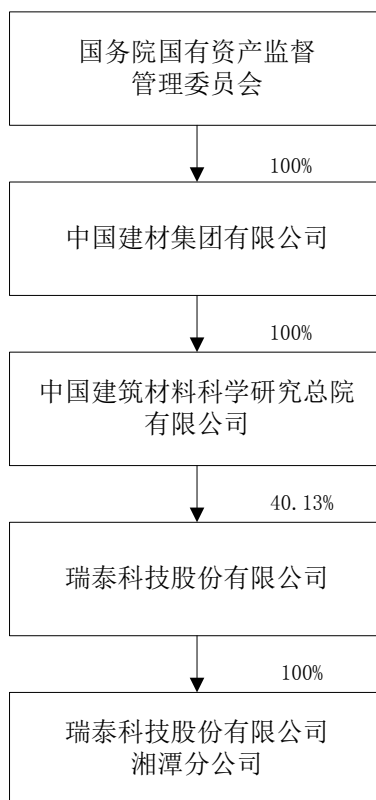 国务院国有资产监督
管理委员会
100%
中国建材集团有限公司
100%
中国建筑材料科学研究总院
有限公司
40.13%
瑞泰科技股份有限公司
100%
瑞泰科技股份有限公司
湘潭分公司